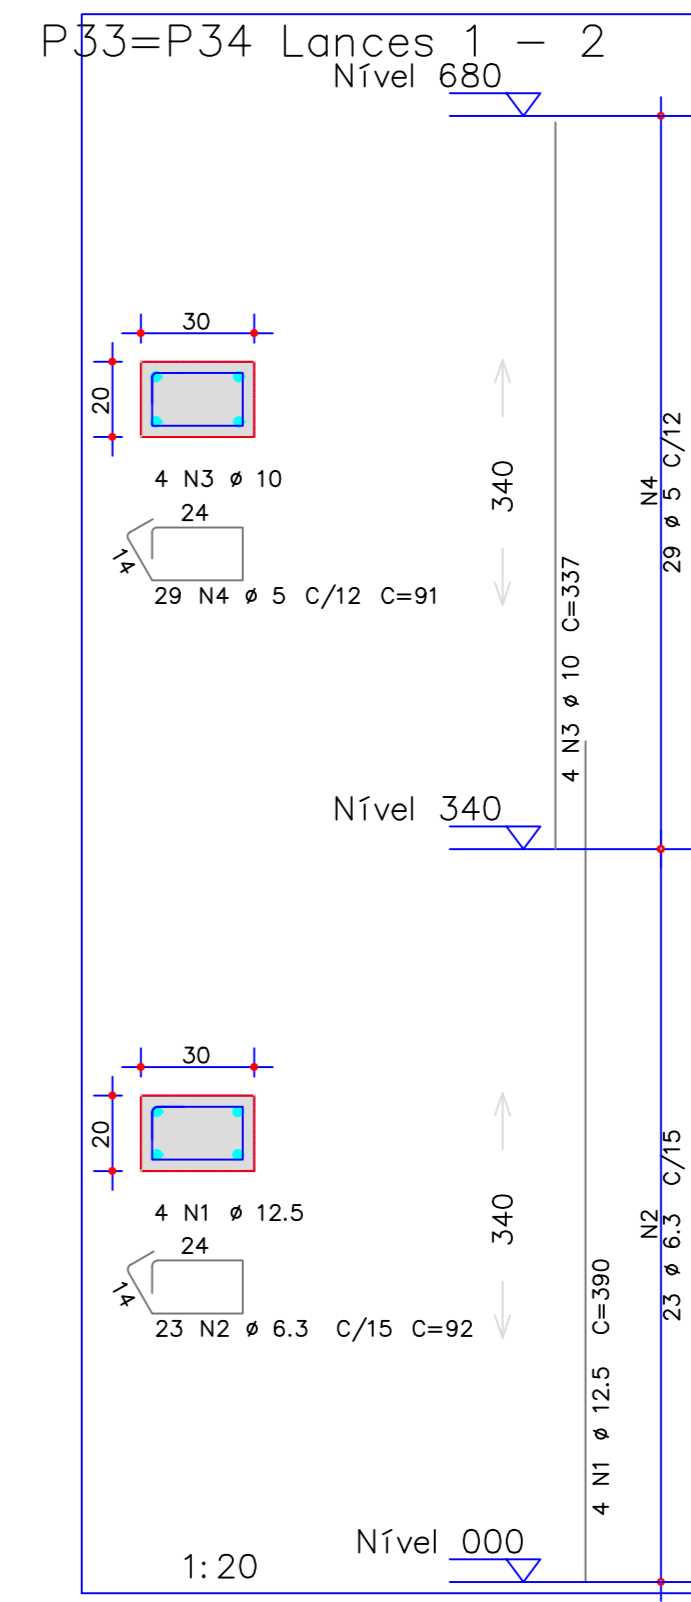 P33=P34 Lances 1 - 2
Nível 680
30
20
4 N3 ø 10
24
14
29 N4 ø 5 C/12 C=91
340
4 N3 ø 10 C=337
N4
29 ø 5 C/12
Nível 340
30
20
4 N1 ø 12.5
24
14
23 N2 ø 6.3 C/15 C=92
340
4 N1 ø 12.5 C=390
N2
23 ø 6.3 C/15
Nível 000
1:20